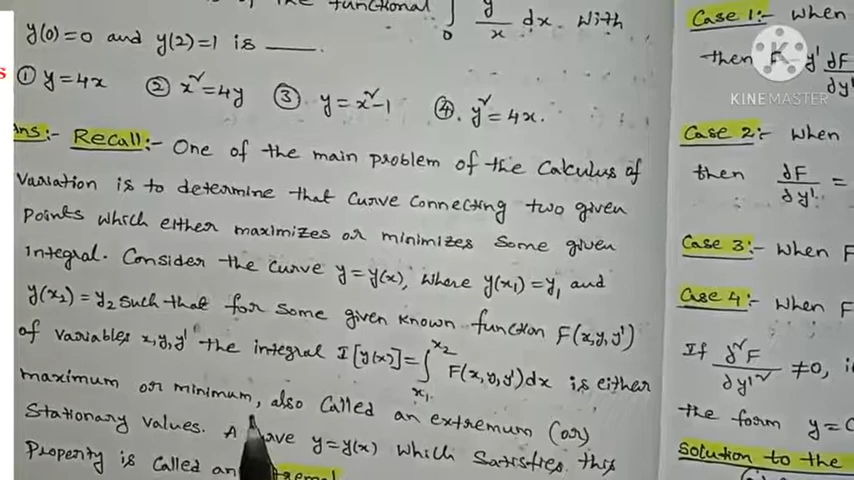 the functional ∫ y/x dx. with
0
y(0)=0 and y(2)=1 is ____.
① y=4x ② x²=4y ③ y=x²-1 ④. y²=4x.
Ans:- Recall:- One of the main problem of the Calculus of
Variation is to determine that curve connecting two given
points which either maximizes or minimizes some given
integral. Consider the curve y=y(x), where y(x₁)=y₁ and
y(x₂)=y₂ such that for some given known function F(x,y,y')
of variables x,y,y' the integral I[y(x)]=∫ₓ₁ˣ² F(x,y,y')dx is either
maximum or minimum, also called an extremum (or)
Stationary values. A curve y=y(x) which satisfies this
Property is called an
Case 1:- when
then F-y' ∂F/∂y'
KINEMASTER
Case 2:- when
then ∂F/∂y' =
Case 3:- when F
Case 4:- when F
If ∂²F/∂y'² ≠0,
the form y=
Solution to the